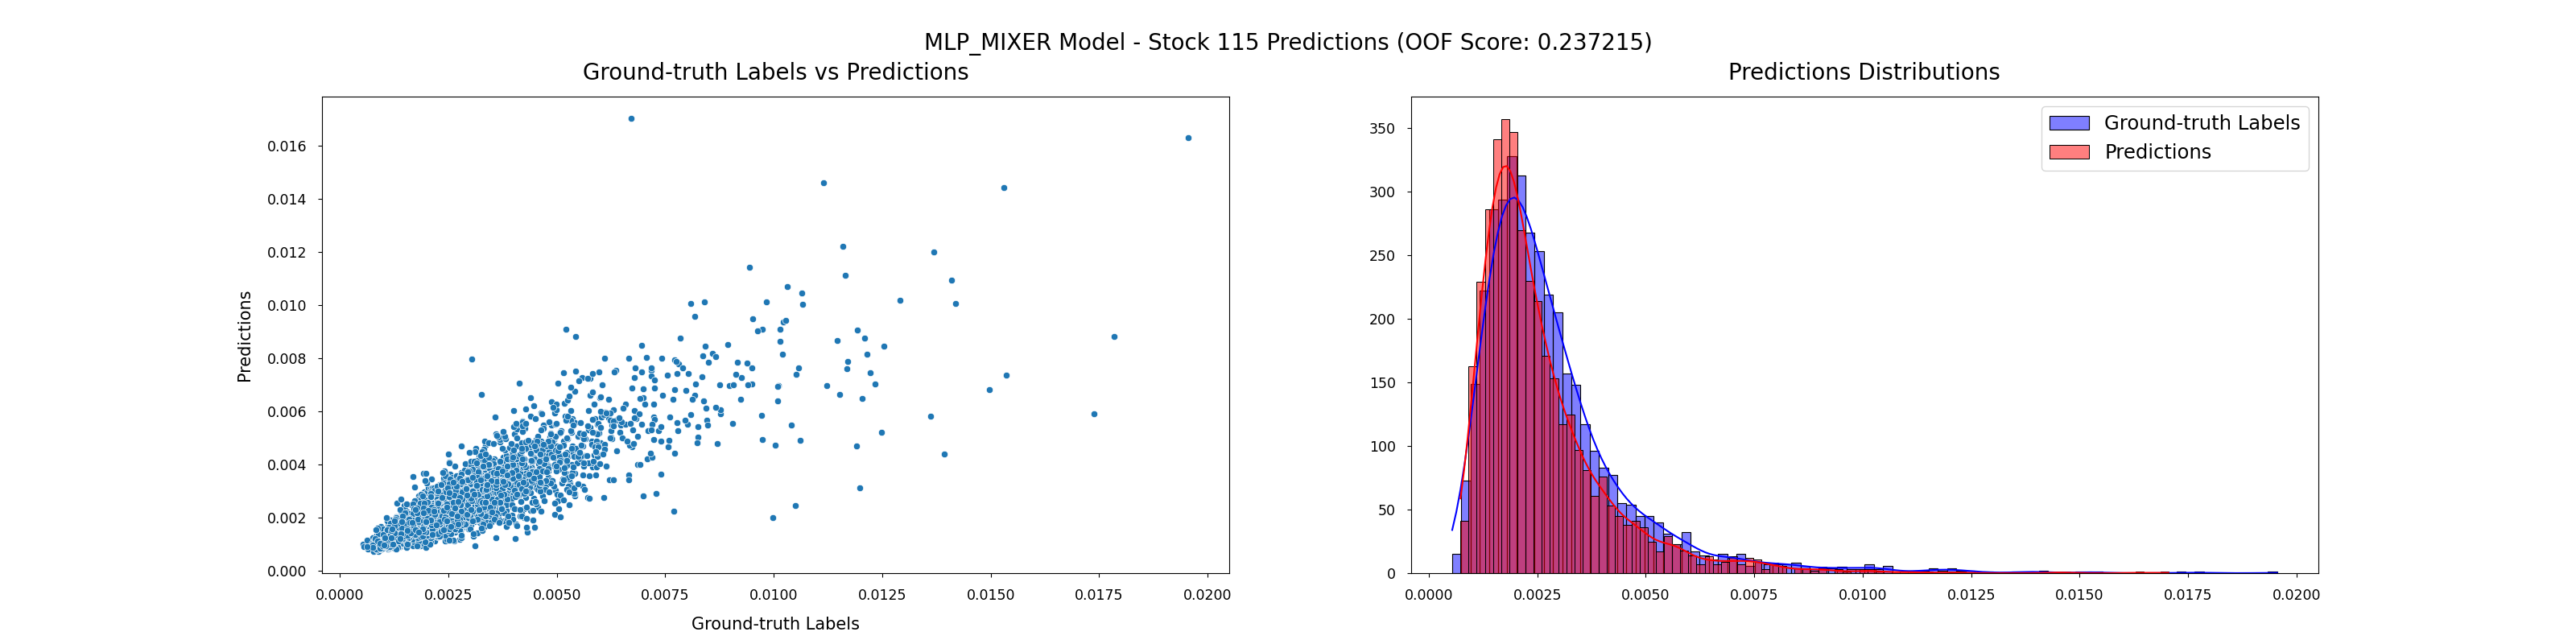 MLP_MIXER Model - Stock 115 Predictions (OOF Score: 0.237215)
Ground-truth Labels vs Predictions
Predictions
0.016
0.014
0.012
0.010
0.008
0.006
0.004
0.002
0.000
0.0000 0.0025 0.0050 0.0075 0.0100 0.0125 0.0150 0.0175 0.0200
Ground-truth Labels
Predictions Distributions
Ground-truth Labels
Predictions
350
300
250
200
150
100
50
0
0.0000 0.0025 0.0050 0.0075 0.0100 0.0125 0.0150 0.0175 0.0200